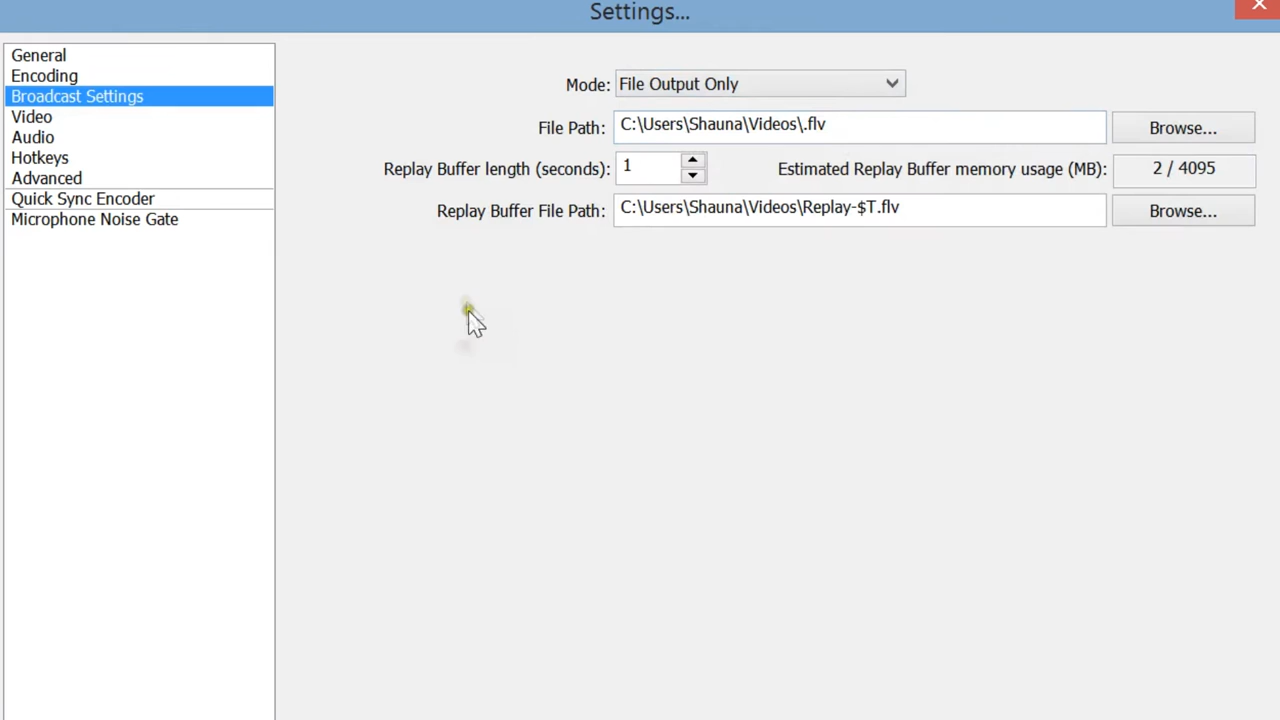 Settings...
General
Encoding
Broadcast Settings
Video
Audio
Hotkeys
Advanced
Quick Sync Encoder
Microphone Noise Gate
Mode: File Output Only
File Path: C:\Users\Shauna\Videos\.flv Browse...
Replay Buffer length (seconds): 1 Estimated Replay Buffer memory usage (MB): 2 / 4095
Replay Buffer File Path: C:\Users\Shauna\Videos\Replay-$T.flv Browse...